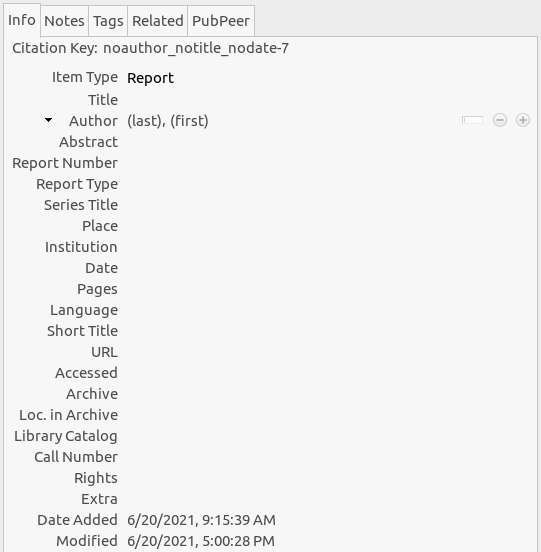 Info Notes Tags Related PubPeer
Citation Key: noauthor_notitle_nodate-7
Item Type Report
Title
Author (last), (first)
Abstract
Report Number
Report Type
Series Title
Place
Institution
Date
Pages
Language
Short Title
URL
Accessed
Archive
Loc. in Archive
Library Catalog
Call Number
Rights
Extra
Date Added 6/20/2021, 9:15:39 AM
Modified 6/20/2021, 5:00:28 PM